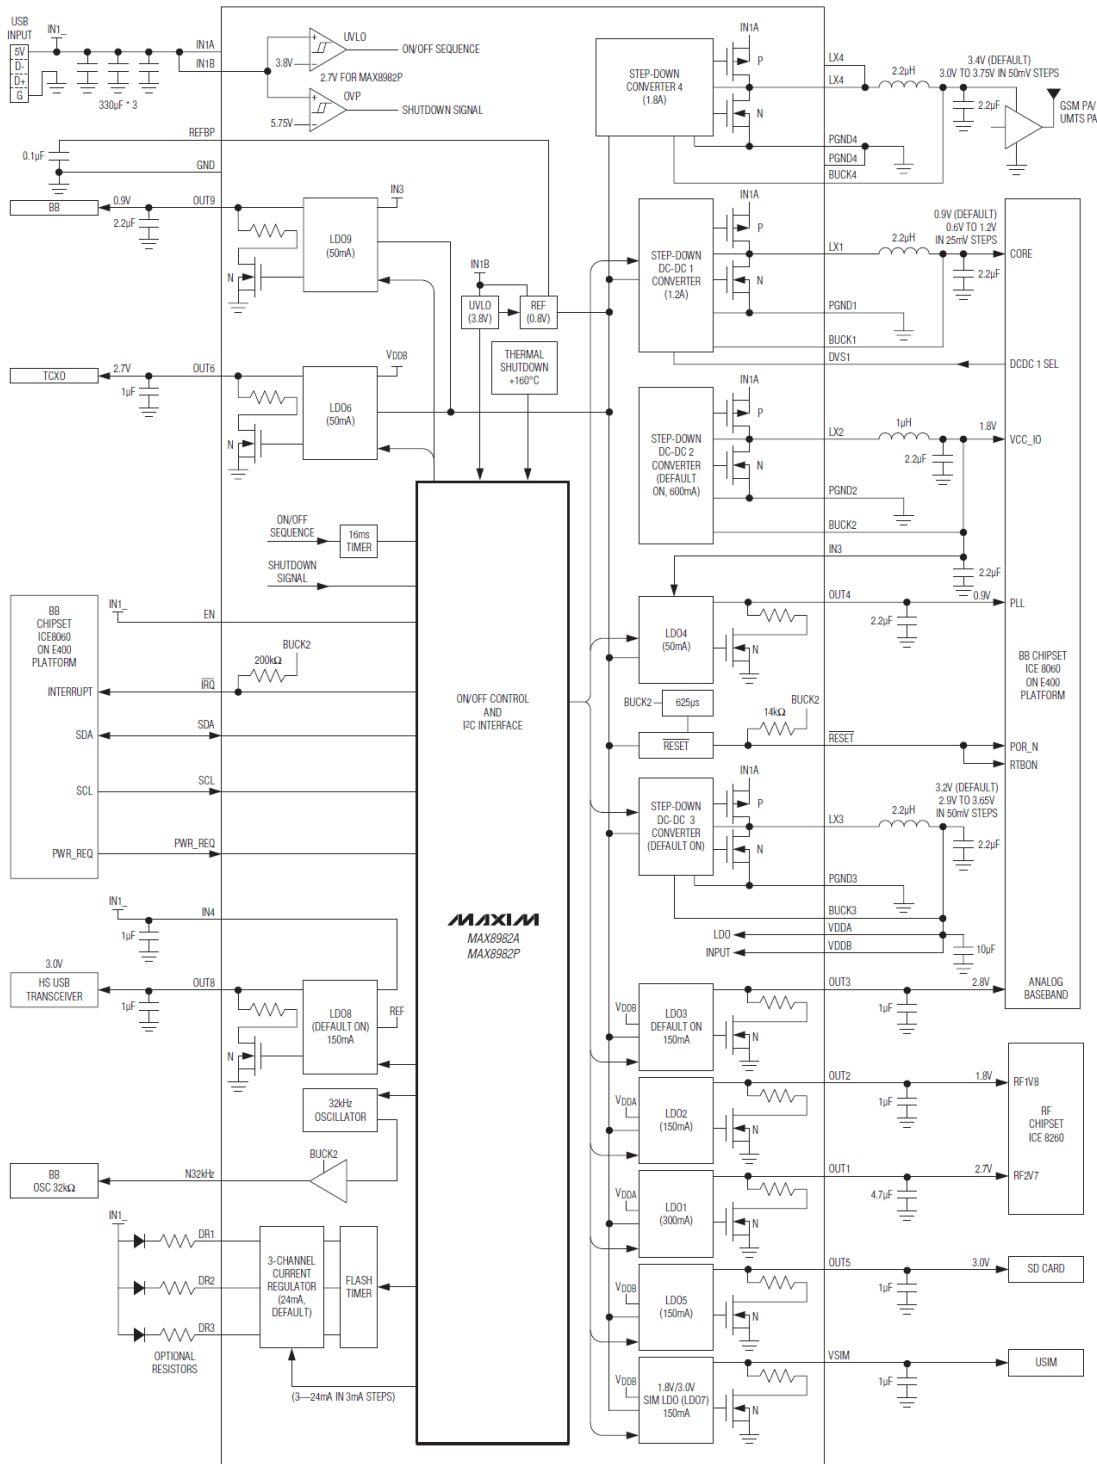 USB
INPUT
5V
D-
D+
G
IN1_
330µF * 3
IN1A
IN1B
UVLO
3.8V
ON/OFF SEQUENCE
2.7V FOR MAX8982P
OVP
5.75V
SHUTDOWN SIGNAL
REFBP
0.1µF
GND
BB
0.9V
2.2µF
OUT9
N
LDO9
(50mA)
IN3
IN1B
UVLO
(3.8V)
REF
(0.8V)
THERMAL
SHUTDOWN
+160°C
TCXO
2.7V
1µF
OUT6
N
LDO6
(50mA)
VDDB
ON/OFF
SEQUENCE
16ms
TIMER
SHUTDOWN
SIGNAL
BB
CHIPSET
ICE8060
ON E400
PLATFORM
IN1_
EN
BUCK2
200kΩ
INTERRUPT
IRQ
SDA
SDA
SCL
SCL
PWR_REQ
PWR_REQ
ON/OFF CONTROL
AND
I²C INTERFACE
MAXIM
MAX8982A
MAX8982P
IN1_
IN4
1µF
3.0V
HS USB
TRANSCEIVER
OUT8
1µF
N
LDO8
(DEFAULT ON)
150mA
REF
32kHz
OSCILLATOR
BUCK2
BB
OSC 32kΩ
N32kHz
IN1_
DR1
DR2
DR3
OPTIONAL
RESISTORS
3-CHANNEL
CURRENT
REGULATOR
(24mA,
DEFAULT)
FLASH
TIMER
(3—24mA IN 3mA STEPS)
STEP-DOWN
CONVERTER 4
(1.8A)
IN1A
P
N
LX4
LX4
2.2µH
3.4V (DEFAULT)
3.0V TO 3.75V IN 50mV STEPS
2.2µF
GSM PA/
UMTS PA
PGND4
PGND4
BUCK4
STEP-DOWN
DC-DC 1
CONVERTER
(1.2A)
IN1A
P
N
LX1
2.2µH
0.9V (DEFAULT)
0.6V TO 1.2V
IN 25mV STEPS
CORE
2.2µF
PGND1
BUCK1
DVS1
DCDC 1 SEL
STEP-DOWN
DC-DC 2
CONVERTER
(DEFAULT
ON, 600mA)
IN1A
P
N
LX2
1µH
1.8V
VCC_IO
2.2µF
PGND2
BUCK2
IN3
2.2µF
LDO4
(50mA)
N
OUT4
0.9V
PLL
2.2µF
BB CHIPSET
ICE 8060
ON E400
PLATFORM
BUCK2
625µs
RESET
14kΩ
BUCK2
RESET
POR_N
RTBON
STEP-DOWN
DC-DC 3
CONVERTER
(DEFAULT ON)
IN1A
P
N
LX3
2.2µH
3.2V (DEFAULT)
2.9V TO 3.65V
IN 50mV STEPS
2.2µF
PGND3
BUCK3
LDO
VDDA
INPUT
VDDB
10µF
ANALOG
BASEBAND
VDDB
LDO3
DEFAULT ON
150mA
N
OUT3
2.8V
1µF
VDDA
LDO2
(150mA)
N
OUT2
1.8V
RF1V8
1µF
RF
CHIPSET
ICE 8260
VDDA
LDO1
(300mA)
N
OUT1
2.7V
RF2V7
4.7µF
VDDB
LDO5
(150mA)
N
OUT5
3.0V
SD CARD
1µF
VDDB
1.8V/3.0V
SIM LDO (LDO7)
150mA
N
VSIM
USIM
1µF